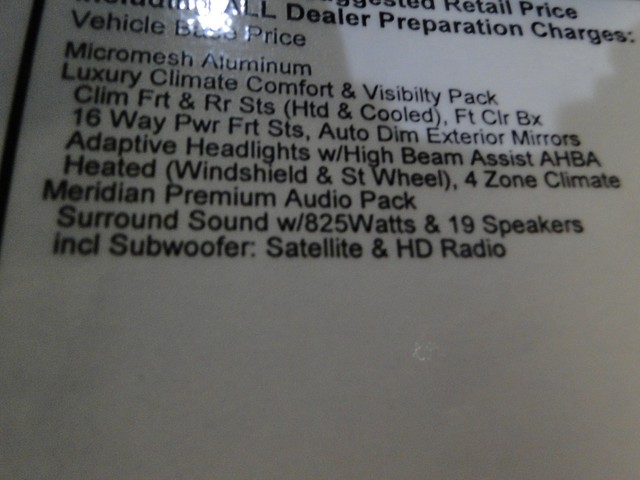 Suggested Retail Price
Including ALL Dealer Preparation Charges:
Vehicle Base Price
Micromesh Aluminum
Luxury Climate Comfort & Visibilty Pack
Clim Frt & Rr Sts (Htd & Cooled), Ft Clr Bx
16 Way Pwr Frt Sts, Auto Dim Exterior Mirrors
Adaptive Headlights w/High Beam Assist AHBA
Heated (Windshield & St Wheel), 4 Zone Climate
Meridian Premium Audio Pack
Surround Sound w/825Watts & 19 Speakers
incl Subwoofer: Satellite & HD Radio